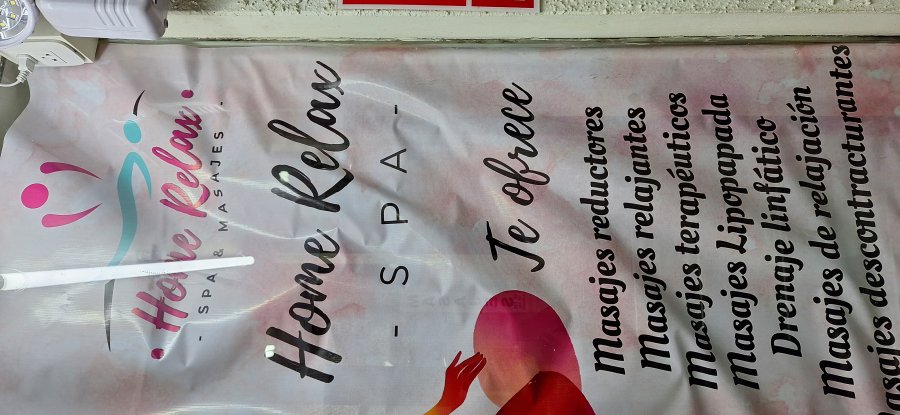 Home Relax
- SPA & MASAJES -
Home Relax
- SPA -
Te ofrece
Masajes reductores
Masajes relajantes
Masajes terapéuticos
Masajes Lipopapada
Drenaje linfático
Masajes de relajación
Masajes descontracturantes